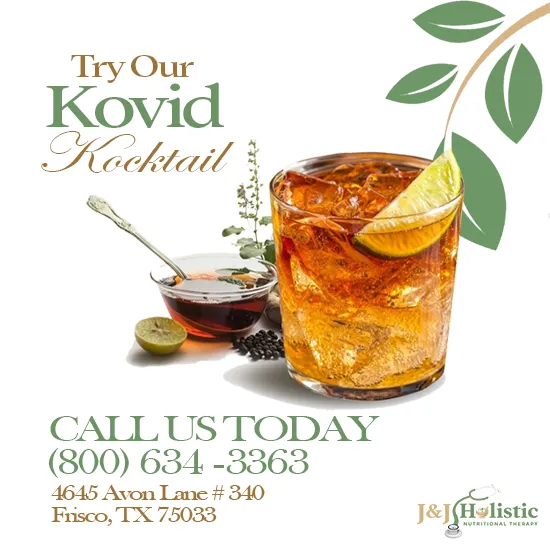 Try Our
Kovid
Kocktail
CALL US TODAY
(800) 634 -3363
4645 Avon Lane # 340
Frisco, TX 75033
J&J Holistic
NUTRITIONAL THERAPY